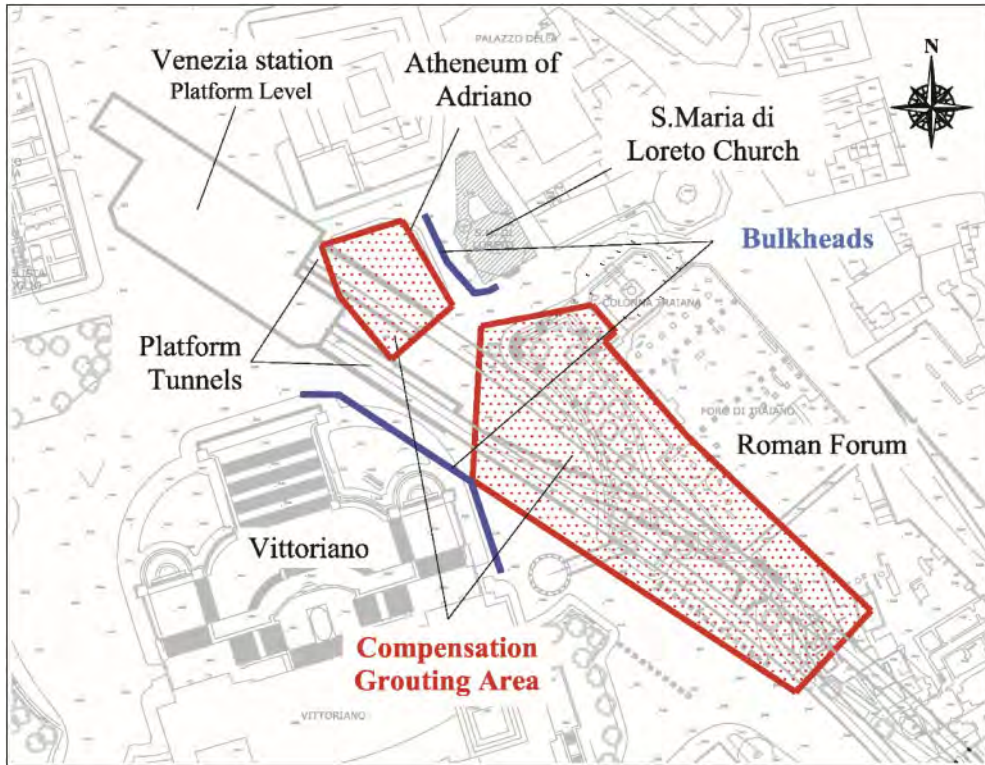 PALAZZO DELLA
Venezia station
Platform Level
Atheneum of
Adriano
S.Maria di
Loreto Church
N
Bulkheads
COLONNA TRAIANA
Platform
Tunnels
FORO DI TRAIANO
Roman Forum
Vittoriano
Compensation
Grouting Area
VITTORIANO